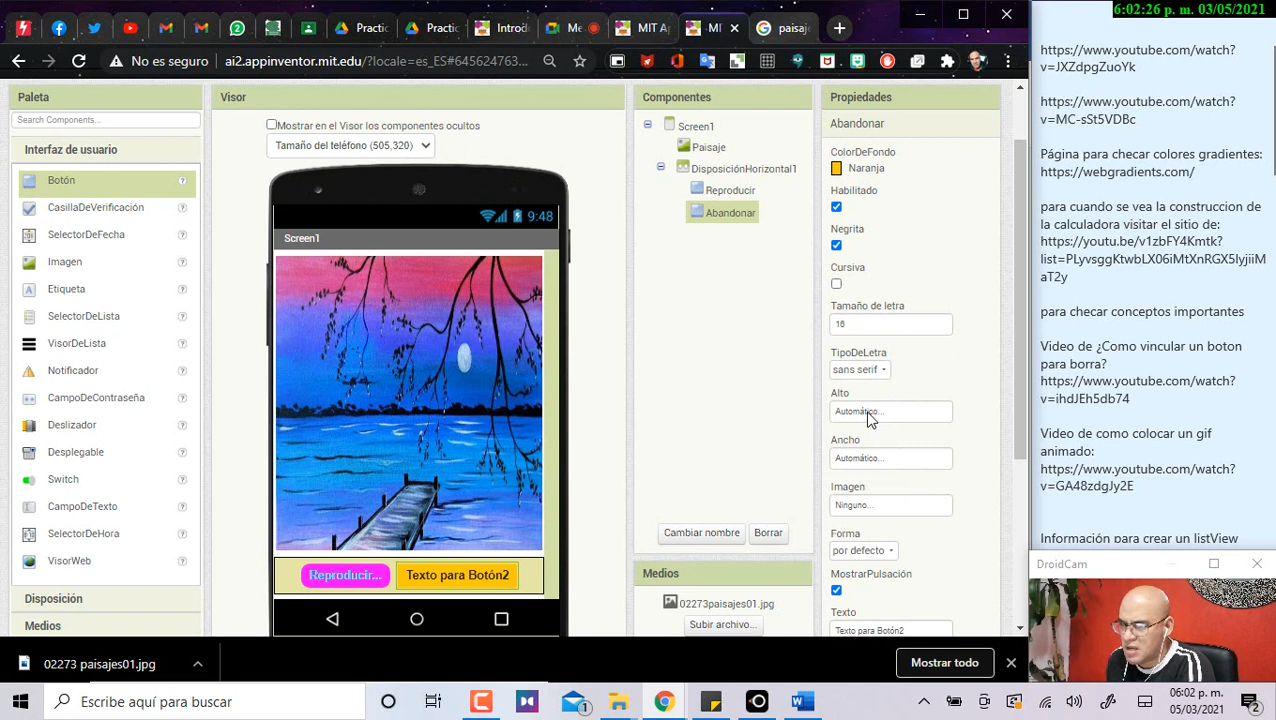 6:02:26 p. m. 03/05/2021
Practic
Practic
Introd
MIT A
M
paisaje
No seguro
ai2.appinventor.mit.edu/?locale=es_ES#645624763...
Paleta
Visor
Componentes
Propiedades
Search Components...
Mostrar en el Visor los componentes ocultos
Tamaño del teléfono (505,320)
Interfaz de usuario
Botón
CasillaDeVerificación
SelectorDeFecha
Imagen
Etiqueta
SelectorDeLista
VisorDeLista
Notificador
CampoDeContraseña
Deslizador
Desplegable
Switch
CampoDeTexto
SelectorDeHora
VisorWeb
Disposición
Medios
9:48
Screen1
Reproducir...
Texto para Botón2
Screen1
Paisaje
DisposiciónHorizontal1
Reproducir
Abandonar
Cambiar nombre
Borrar
Medios
02273paisajes01.jpg
Subir archivo...
Abandonar
ColorDeFondo
Naranja
Habilitado
Negrita
Cursiva
Tamaño de letra
18
TipoDeLetra
sans serif
Alto
Automático...
Ancho
Automático...
Imagen
Ninguno...
Forma
por defecto
MostrarPulsación
Texto
Texto para Botón2
https://www.youtube.com/watch?
v=JXZdpgZuoYk
https://www.youtube.com/watch?
v=MC-sSt5VDBc
Página para checar colores gradientes:
https://webgradients.com/
para cuando se vea la construccion de
la calculadora visitar el sitio de:
https://youtu.be/v1zbFY4Kmtk?
list=PLyvsggKtwbLX06iMtXnRGX5lyjiiM
aT2y
para checar conceptos importantes
Video de ¿Como vincular un boton
para borra?
https://www.youtube.com/watch?
v=ihdJEh5db74
Video de como colocar un gif
animado:
https://www.youtube.com/watch?
v=GA48zdgJy2E
Información para crear un listView
DroidCam
02273 paisajes01.jpg
Mostrar todo
Escribe aquí para buscar
06:02 p. m.
05/03/2021